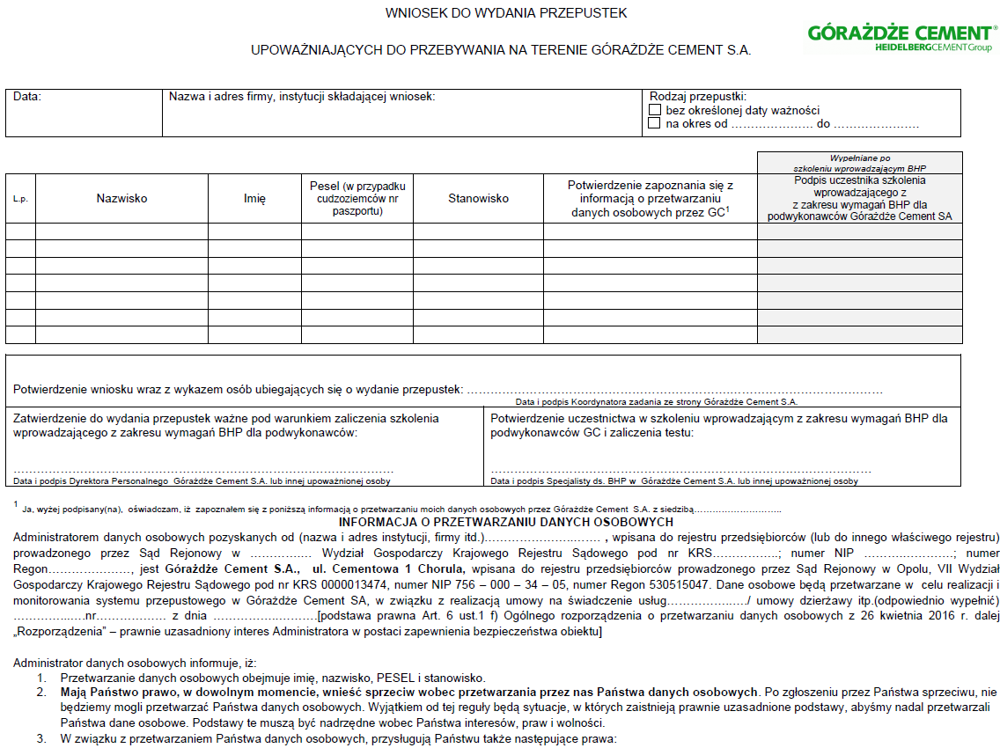 WNIOSEK DO WYDANIA PRZEPUSTEK
UPOWAŻNIAJĄCYCH DO PRZEBYWANIA NA TERENIE GÓRAŻDŻE CEMENT S.A.
GÓRAŻDŻE CEMENT®
HEIDELBERGCEMENT Group
Data:
Nazwa i adres firmy, instytucji składającej wniosek:
Rodzaj przepustki:
bez określonej daty ważności
na okres od ………………… do ………………….
Wypełniane po
szkoleniu wprowadzającym BHP
L.p.
Nazwisko
Imię
Pesel (w przypadku
cudzoziemców nr
paszportu)
Stanowisko
Potwierdzenie zapoznania się z
informacją o przetwarzaniu
danych osobowych przez GC1
Podpis uczestnika szkolenia
wprowadzającego z
z zakresu wymagań BHP dla
podwykonawców Górażdże Cement SA
Potwierdzenie wniosku wraz z wykazem osób ubiegających się o wydanie przepustek: ……………………………………………………………………………………………
Data i podpis Koordynatora zadania ze strony Górażdże Cement S.A.
Zatwierdzenie do wydania przepustek ważne pod warunkiem zaliczenia szkolenia
wprowadzającego z zakresu wymagań BHP dla podwykonawców:
……………………………………………………………………………………
Data i podpis Dyrektora Personalnego Górażdże Cement S.A. lub innej upoważnionej osoby
Potwierdzenie uczestnictwa w szkoleniu wprowadzającym z zakresu wymagań BHP dla
podwykonawców GC i zaliczenia testu:
……………………………………………………………………………………
Data i podpis Specjalisty ds. BHP w Górażdże Cement S.A. lub innej upoważnionej osoby
1 Ja, wyżej podpisany(na), oświadczam, iż zapoznałem się z poniższą informacją o przetwarzaniu moich danych osobowych przez Górażdże Cement S.A. z siedzibą…………………………..
INFORMACJA O PRZETWARZANIU DANYCH OSOBOWYCH
Administratorem danych osobowych pozyskanych od (nazwa i adres instytucji, firmy itd.)……………………….… , wpisana do rejestru przedsiębiorców (lub do innego właściwego rejestru)
prowadzonego przez Sąd Rejonowy w ……………. Wydział Gospodarczy Krajowego Rejestru Sądowego pod nr KRS……………..; numer NIP …………………..; numer
Regon…………………, jest Górażdże Cement S.A., ul. Cementowa 1 Chorula, wpisana do rejestru przedsiębiorców prowadzonego przez Sąd Rejonowy w Opolu, VII Wydział
Gospodarczy Krajowego Rejestru Sądowego pod nr KRS 0000013474, numer NIP 756 – 000 – 34 – 05, numer Regon 530515047. Dane osobowe będą przetwarzane w celu realizacji i
monitorowania systemu przepustowego w Górażdże Cement SA, w związku z realizacją umowy na świadczenie usług………………..…/ umowy dzierżawy itp.(odpowiednio wypełnić)
……………..…nr……………… z dnia ………………………[podstawa prawna Art. 6 ust.1 f) Ogólnego rozporządzenia o przetwarzaniu danych osobowych z 26 kwietnia 2016 r. dalej
„Rozporządzenia” – prawnie uzasadniony interes Administratora w postaci zapewnienia bezpieczeństwa obiektu]
Administrator danych osobowych informuje, iż:
1. Przetwarzanie danych osobowych obejmuje imię, nazwisko, PESEL i stanowisko.
2. Mają Państwo prawo, w dowolnym momencie, wnieść sprzeciw wobec przetwarzania przez nas Państwa danych osobowych. Po zgłoszeniu przez Państwa sprzeciwu, nie
będziemy mogli przetwarzać Państwa danych osobowych. Wyjątkiem od tej reguły będą sytuacje, w których zaistnieją prawnie uzasadnione podstawy, abyśmy nadal przetwarzali
Państwa dane osobowe. Podstawy te muszą być nadrzędne wobec Państwa interesów, praw i wolności.
3. W związku z przetwarzaniem Państwa danych osobowych, przysługują Państwu także następujące prawa: